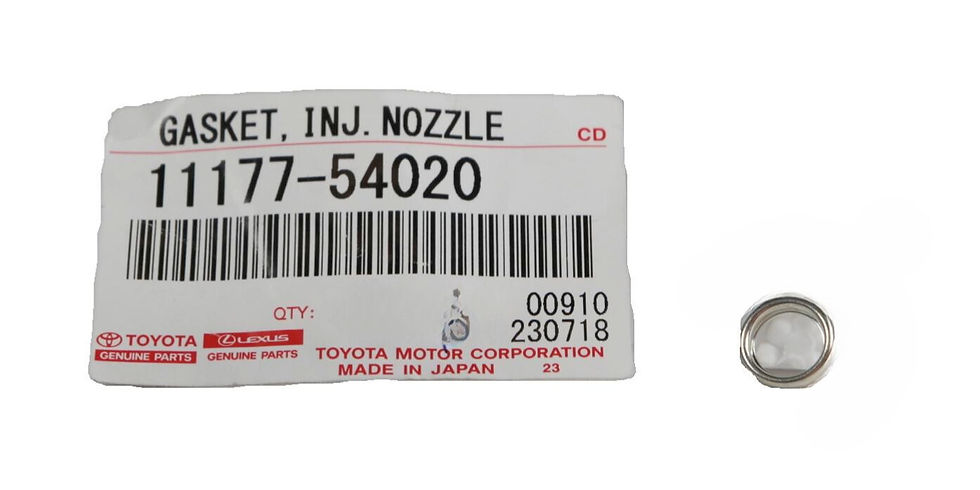 GASKET, INJ. NOZZLE
CD
11177-54020
QTY:
00910
230718
TOYOTA
GENUINE PARTS
LEXUS
GENUINE PARTS
TOYOTA MOTOR CORPORATION
MADE IN JAPAN 23